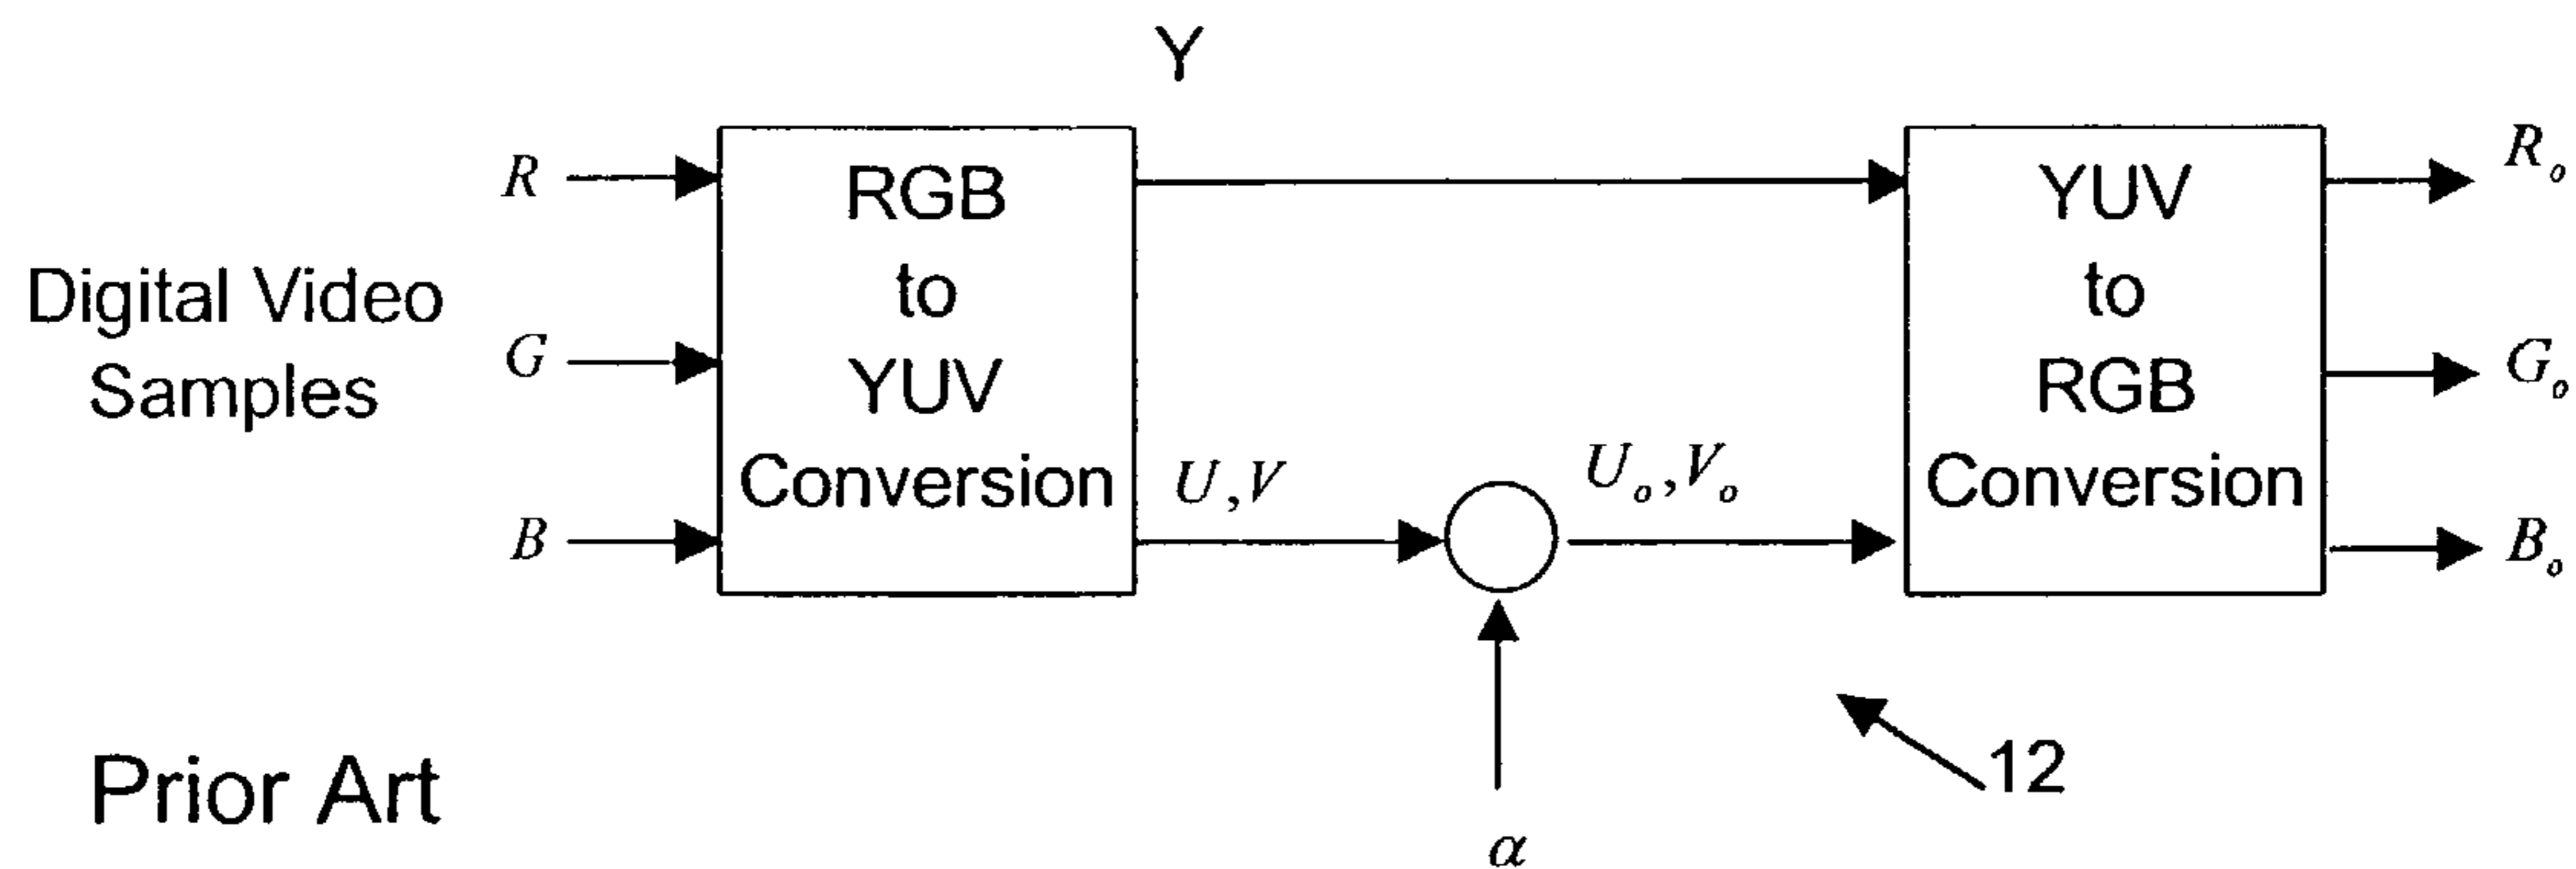 Y
Digital Video
Samples
R
G
B
RGB
to
YUV
Conversion
U,V
α
Uₒ,Vₒ
YUV
to
RGB
Conversion
Rₒ
Gₒ
Bₒ
12
Prior Art